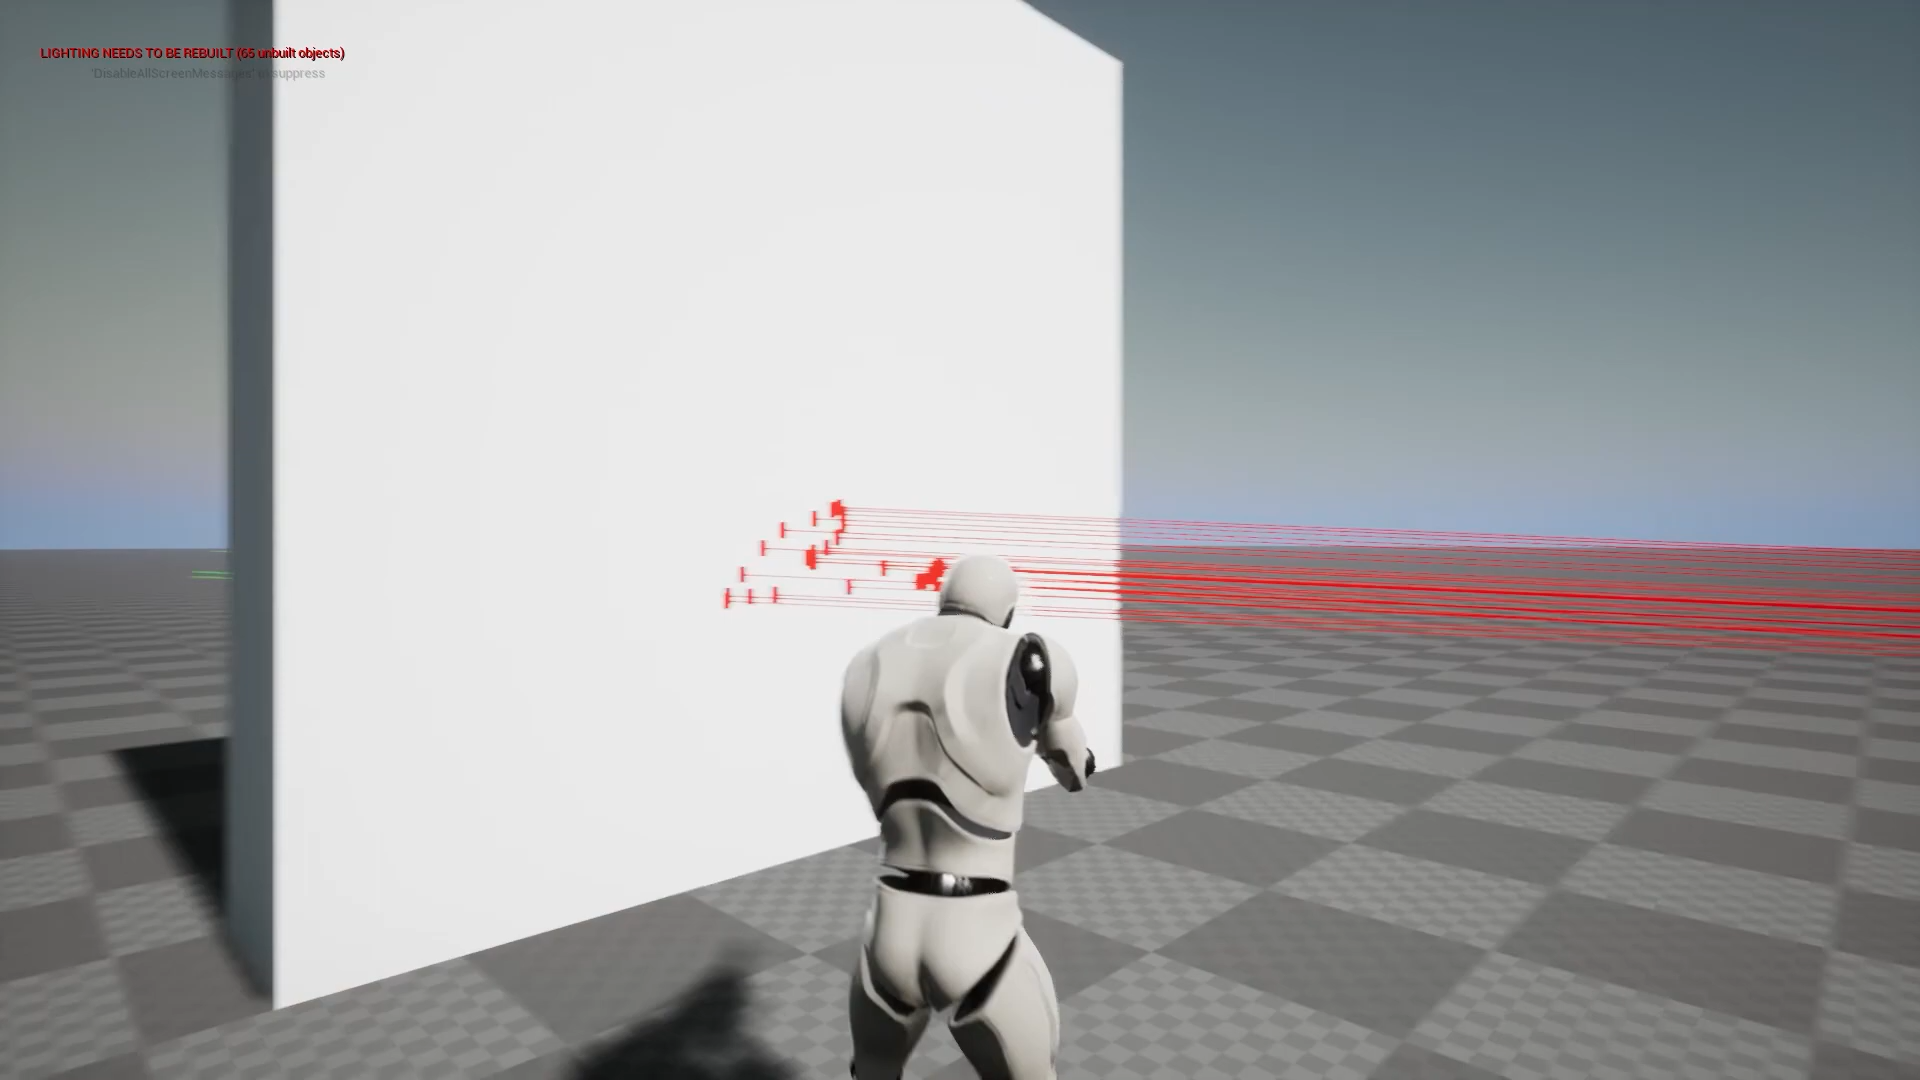 LIGHTING NEEDS TO BE REBUILT (65 unbuilt objects)
'DisableAllScreenMessages' to suppress